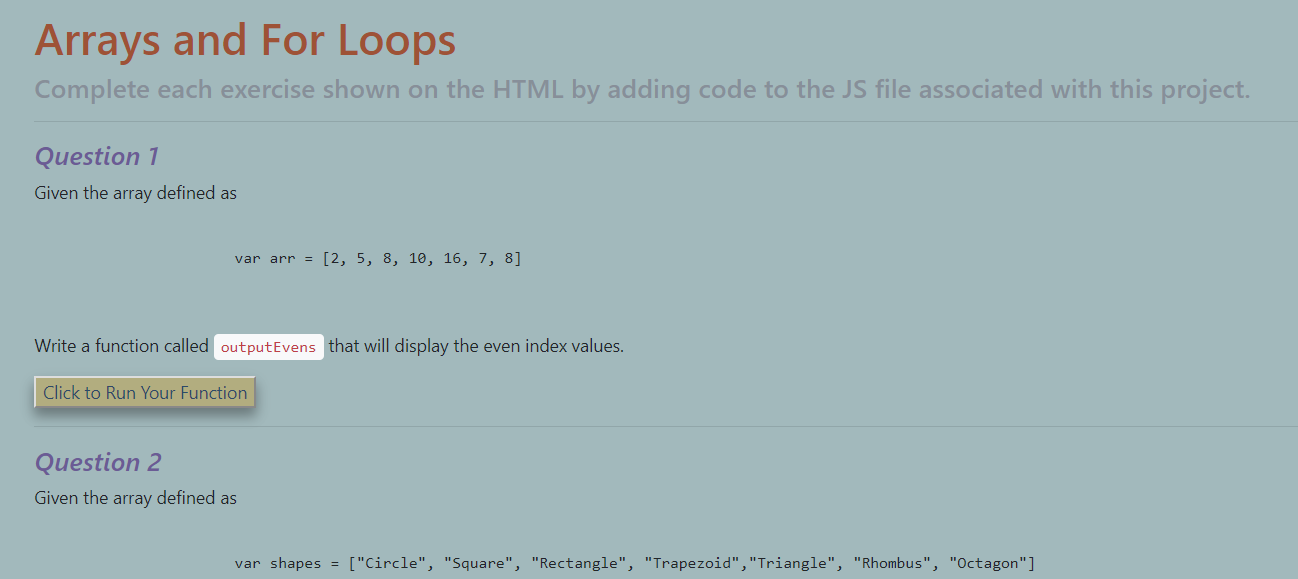 Arrays and For Loops
Complete each exercise shown on the HTML by adding code to the JS file associated with this project.
Question 1
Given the array defined as
var arr = [2, 5, 8, 10, 16, 7, 8]
Write a function called outputEvens that will display the even index values.
Click to Run Your Function
Question 2
Given the array defined as
var shapes = ["Circle", "Square", "Rectangle", "Trapezoid","Triangle", "Rhombus", "Octagon"]